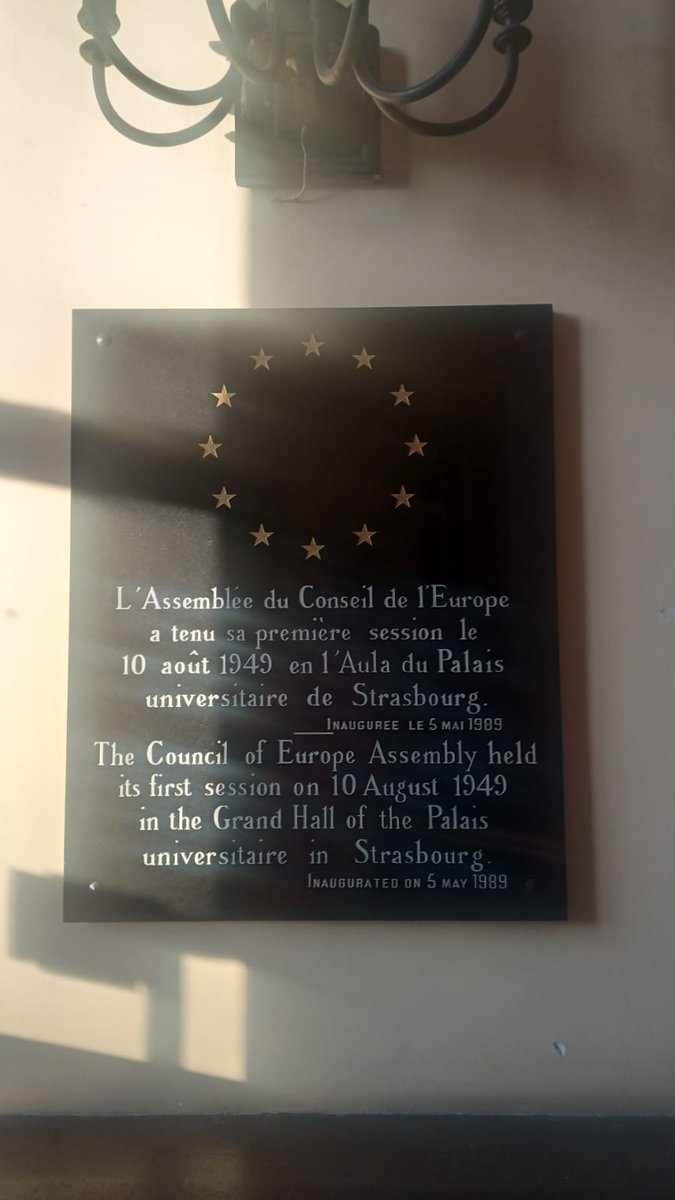 L'Assemblée du Conseil de l'Europe
a tenu sa première session le
10 août 1949 en l'Aula du Palais
universitaire de Strasbourg.
INAUGUREE LE 5 MAI 1989
The Council of Europe Assembly held
its first session on 10 August 1949
in the Grand Hall of the Palais
universitaire in Strasbourg.
INAUGURATED ON 5 MAY 1989